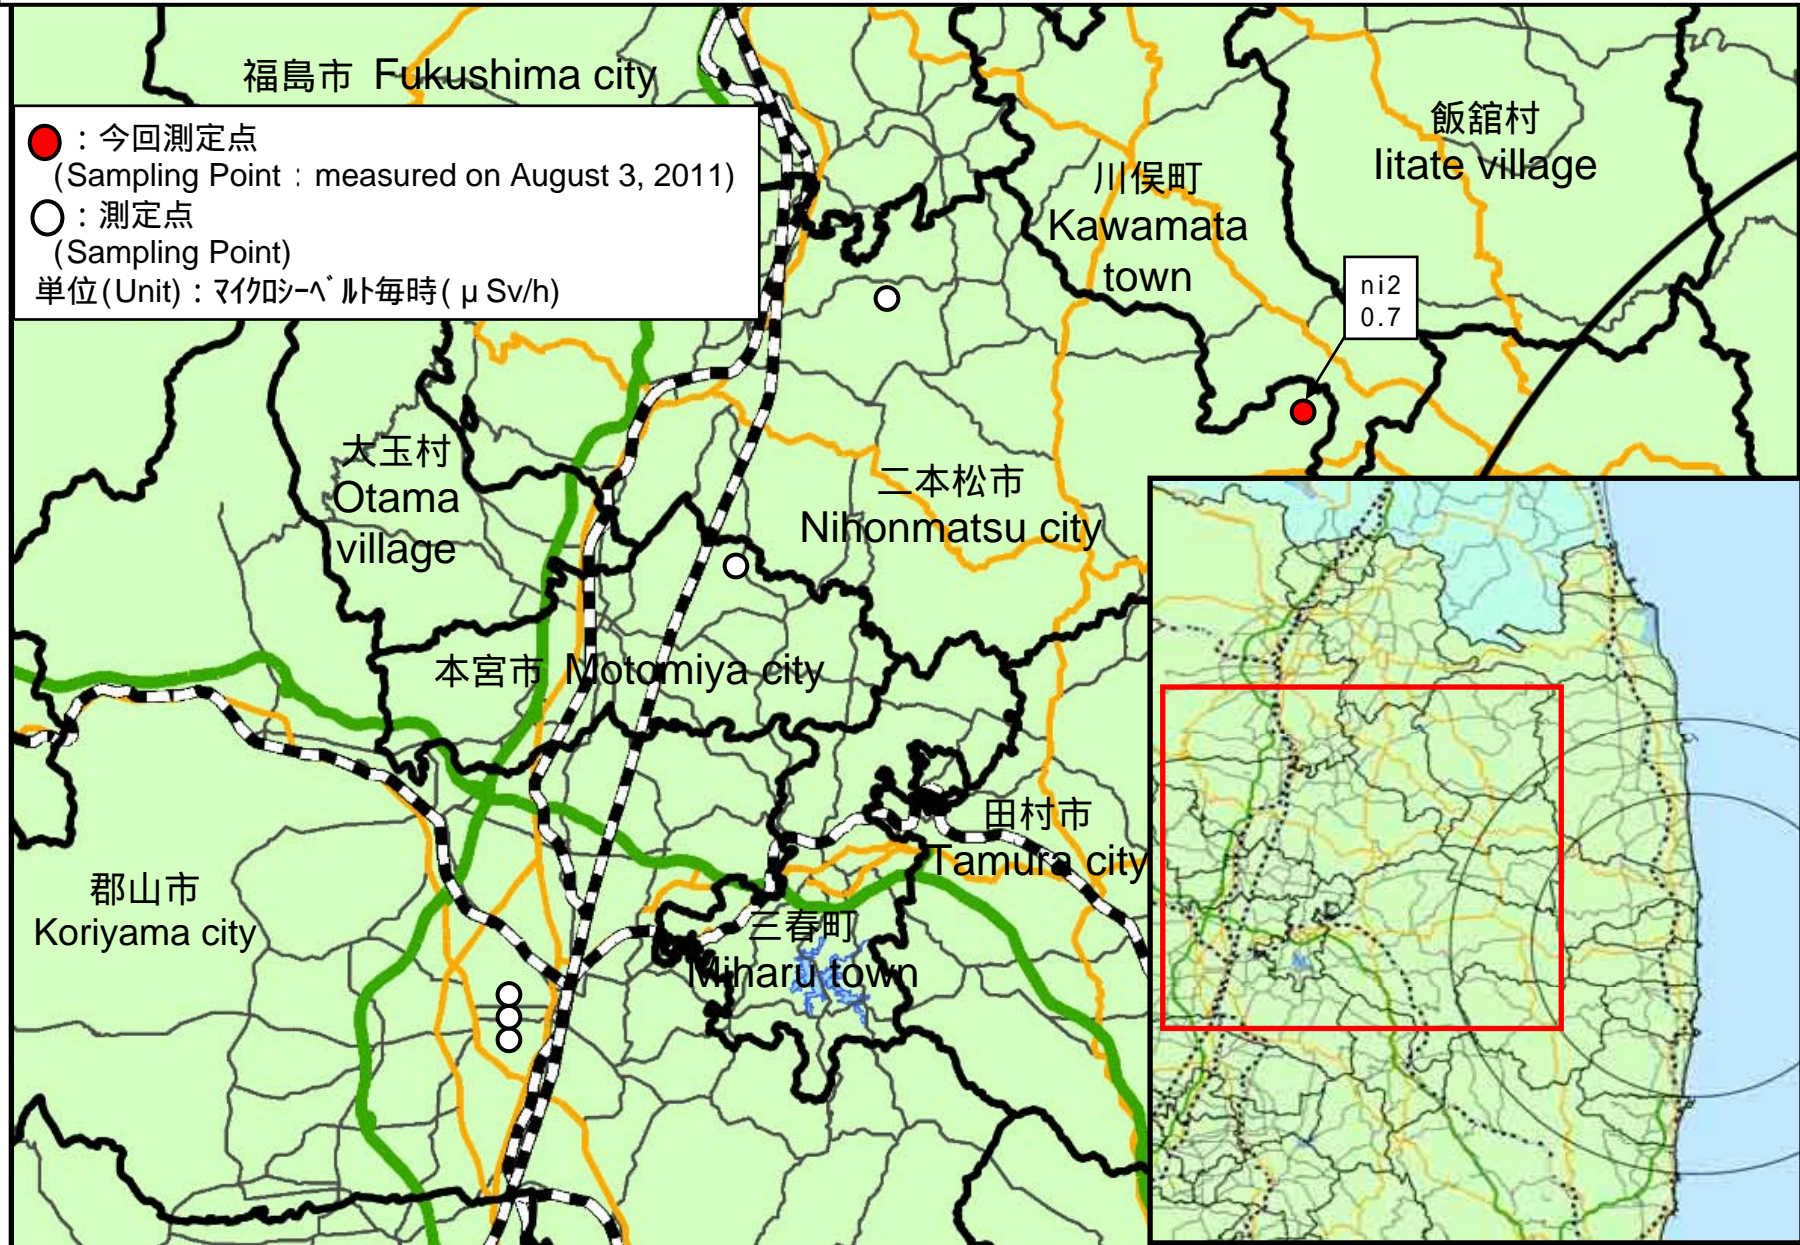 福島市 Fukushima city
：今回測定点
(Sampling Point：measured on August 3, 2011)
：測定点
(Sampling Point)
単位(Unit)：ﾏｲｸﾛｼｰﾍﾞﾙﾄ毎時(μSv/h)
飯舘村
Iitate village
川俣町
Kawamata
town
ni2
0.7
大玉村
Otama
village
二本松市
Nihonmatsu city
本宮市 Motomiya city
田村市
Tamura city
郡山市
Koriyama city
三春町
Miharu town